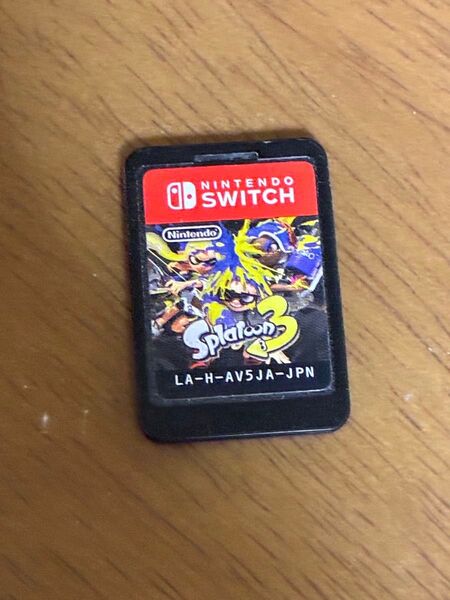 NINTENDO
SWITCH
Nintendo
Splatoon 3
LA-H-AV5JA-JPN